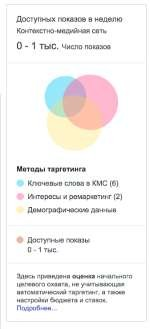 Доступных показов в неделю
Контекстно-медийная сеть
0 - 1 тыс. Число показов
Методы таргетинга
Ключевые слова в КМС (6)
Интересы и ремаркетинг (2)
Демографические данные
Доступные показы
0 - 1 тыс.
Здесь приведена оценка начального
целевого охвата, не учитывающая
автоматический таргетинг, а также
настройки бюджета и ставок.
Подробнее...